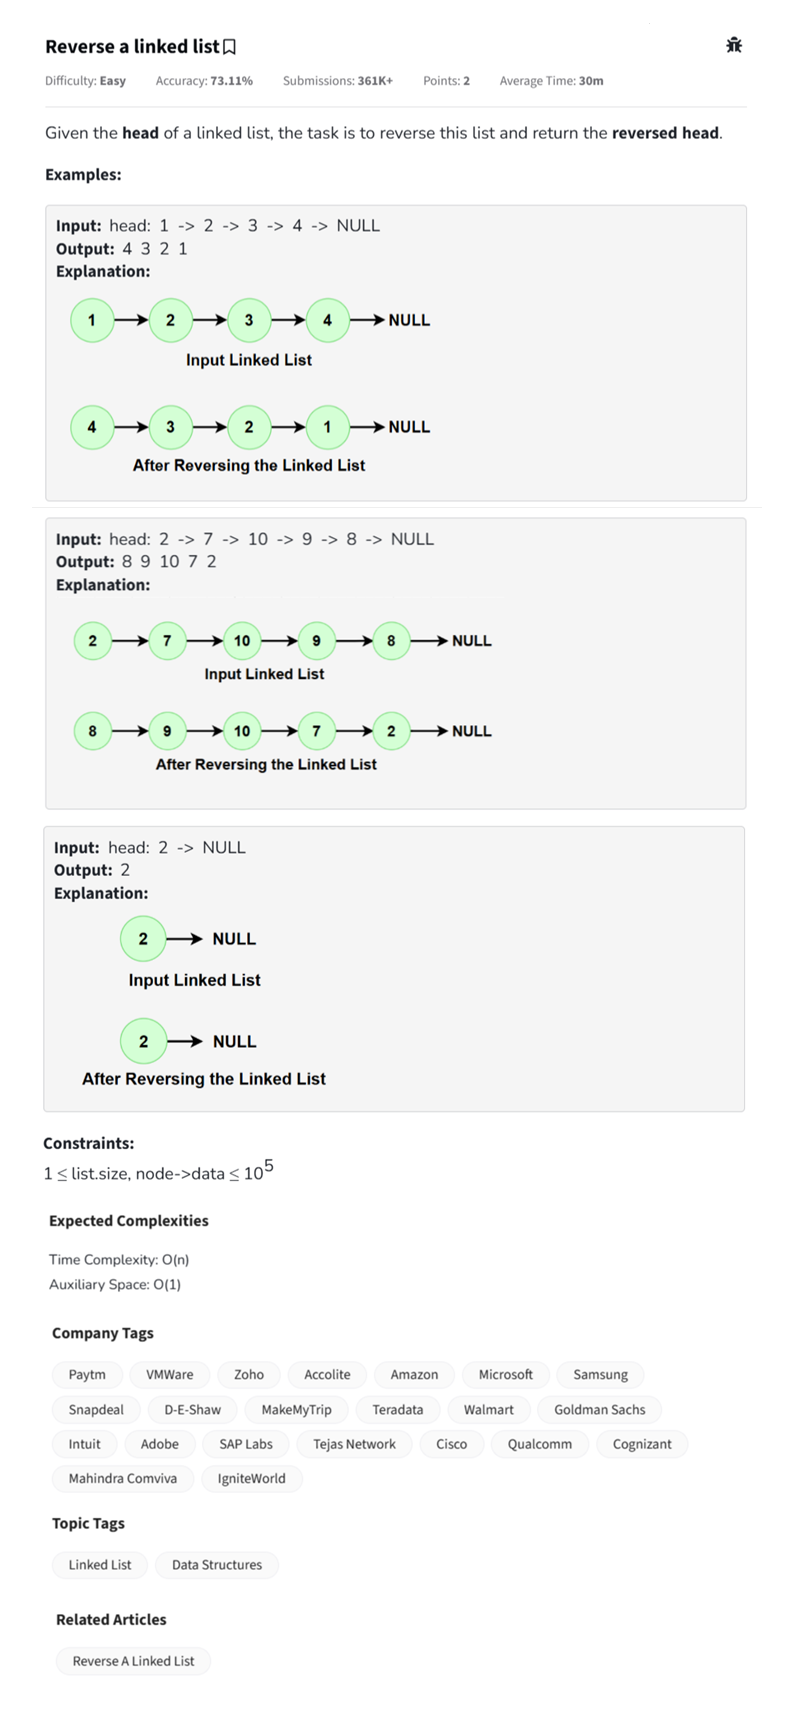 Reverse a linked list
Difficulty: Easy Accuracy: 73.11% Submissions: 361K+ Points: 2 Average Time: 30m
Given the head of a linked list, the task is to reverse this list and return the reversed head.
Examples:
Input: head: 1 -> 2 -> 3 -> 4 -> NULL
Output: 4 3 2 1
Explanation:
1 2 3 4 NULL
Input Linked List
4 3 2 1 NULL
After Reversing the Linked List
Input: head: 2 -> 7 -> 10 -> 9 -> 8 -> NULL
Output: 8 9 10 7 2
Explanation:
2 7 10 9 8 NULL
Input Linked List
8 9 10 7 2 NULL
After Reversing the Linked List
Input: head: 2 -> NULL
Output: 2
Explanation:
2 NULL
Input Linked List
2 NULL
After Reversing the Linked List
Constraints:
1 ≤ list.size, node->data ≤ 10⁵
Expected Complexities
Time Complexity: O(n)
Auxiliary Space: O(1)
Company Tags
Paytm VMWare Zoho Accolite Amazon Microsoft Samsung
Snapdeal D-E-Shaw MakeMyTrip Teradata Walmart Goldman Sachs
Intuit Adobe SAP Labs Tejas Network Cisco Qualcomm Cognizant
Mahindra Comviva IgniteWorld
Topic Tags
Linked List Data Structures
Related Articles
Reverse A Linked List